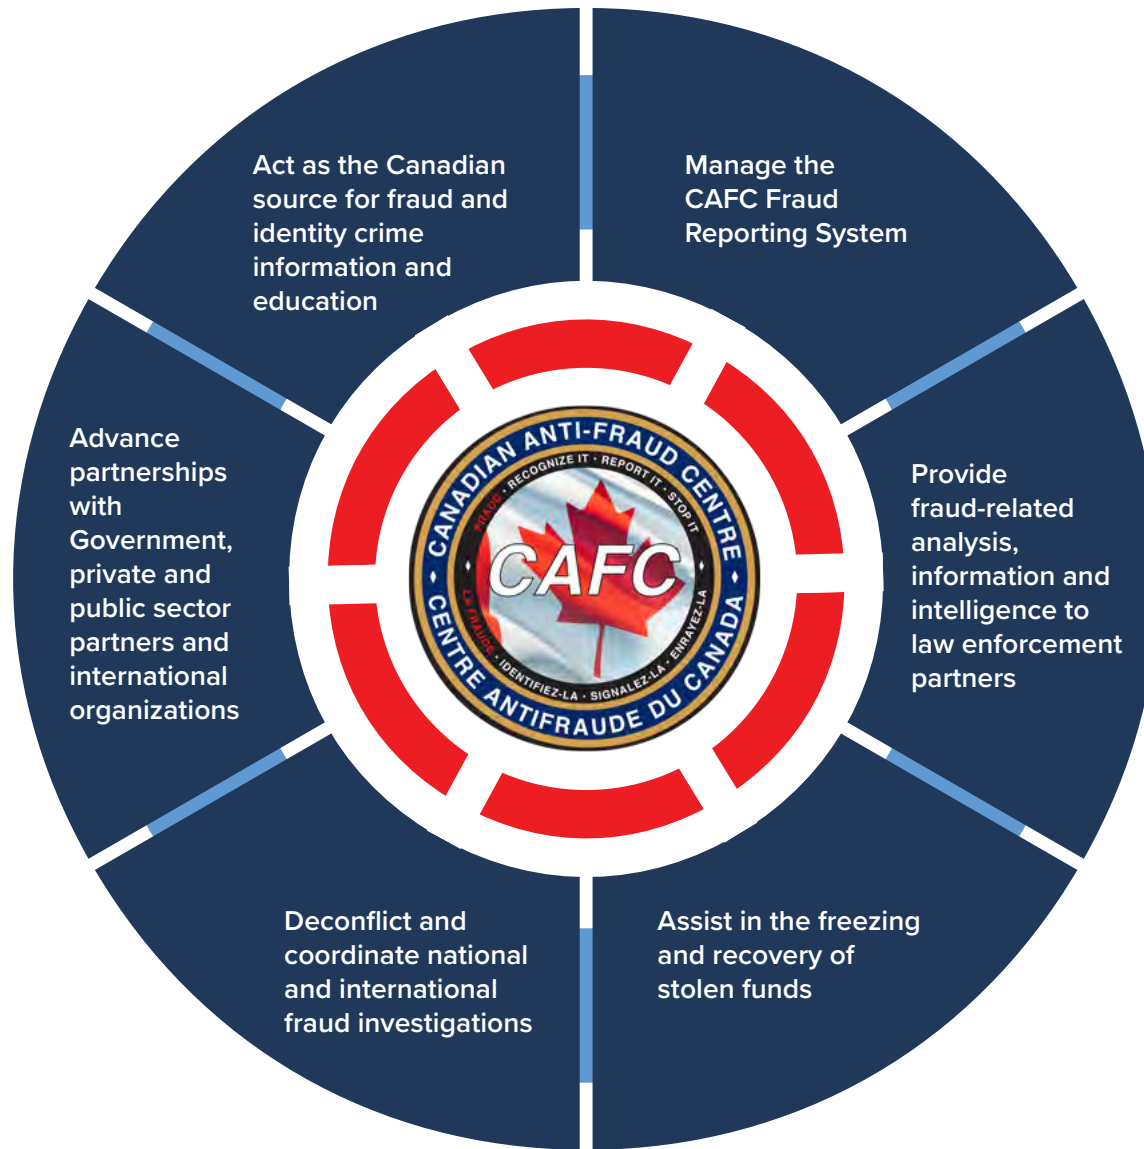 Act as the Canadian
source for fraud and
identity crime
information and
education
Manage the
CAFC Fraud
Reporting System
Advance
partnerships
with
Government,
private and
public sector
partners and
international
organizations
CANADIAN ANTI-FRAUD CENTRE
FRAUD · RECOGNIZE IT · REPORT IT · STOP IT
CAFC
LA FRAUDE · IDENTIFIEZ-LA · SIGNALEZ-LA · ENRAYEZ-LA
CENTRE ANTIFRAUDE DU CANADA
Provide
fraud-related
analysis,
information and
intelligence to
law enforcement
partners
Deconflict and
coordinate national
and international
fraud investigations
Assist in the freezing
and recovery of
stolen funds